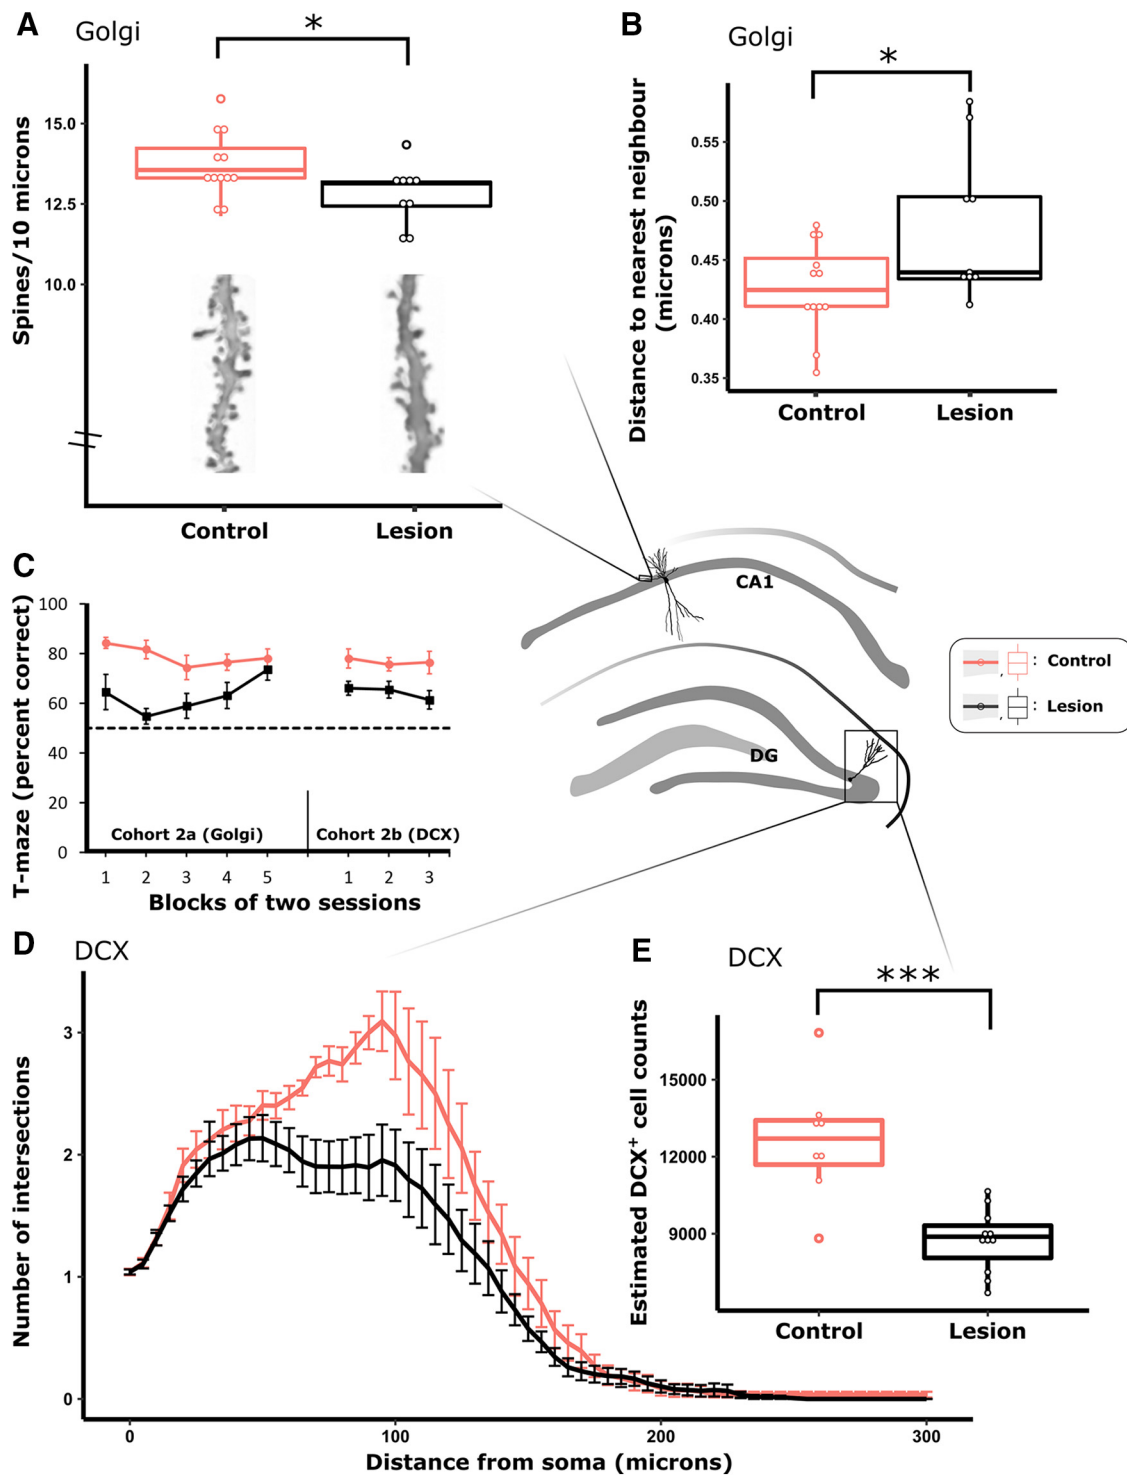 A
Golgi
*
Spines/10 microns
15.0
12.5
10.0
Control
Lesion
B
Golgi
*
Distance to nearest neighbour
(microns)
0.55
0.50
0.45
0.40
0.35
Control
Lesion
C
T-maze (percent correct)
100
80
60
40
20
0
Cohort 2a (Golgi)
Cohort 2b (DCX)
1 2 3 4 5 1 2 3
Blocks of two sessions
CA1
DG
, : Control
, : Lesion
D
DCX
Number of intersections
3
2
1
0
0 100 200 300
Distance from soma (microns)
E
DCX
***
Estimated DCX⁺ cell counts
15000
12000
9000
Control
Lesion